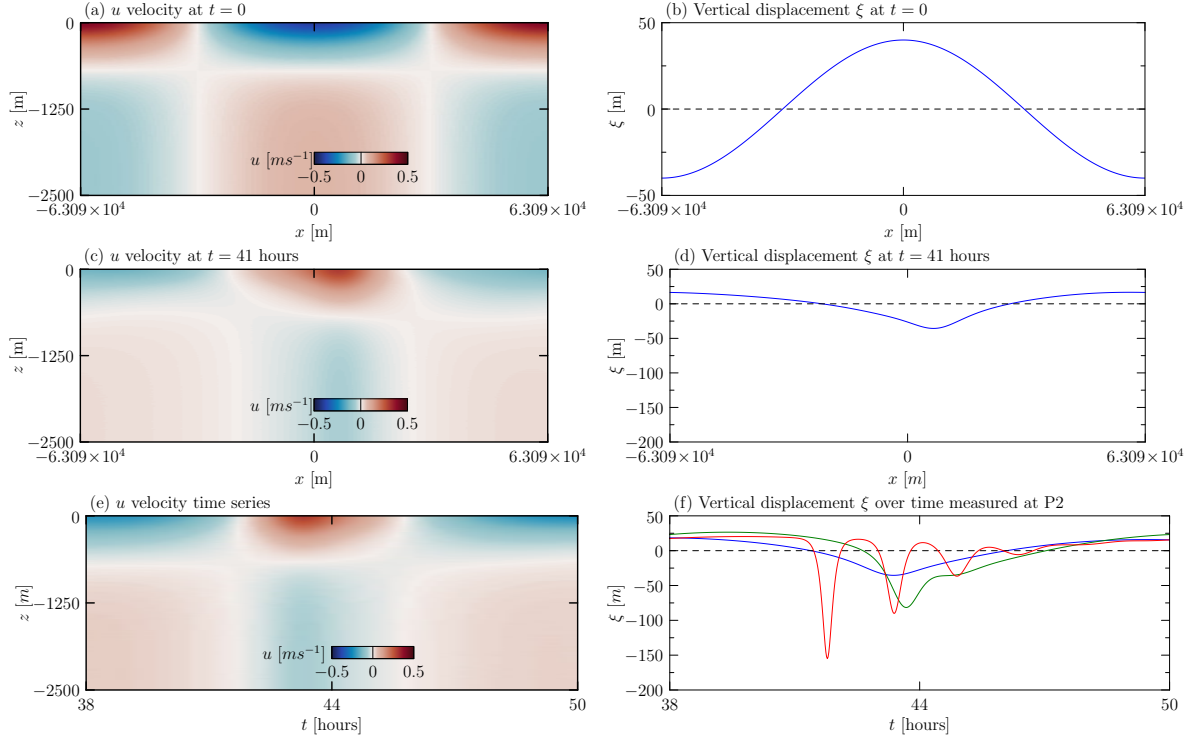 (a) u velocity at t = 0
0
−1250
−2500
z [m]
u [ms⁻¹]
−0.5 0 0.5
−6.309×10⁴ 0 6.309×10⁴
x [m]
(b) Vertical displacement ξ at t = 0
50
0
−50
ξ [m]
−6.309×10⁴ 0 6.309×10⁴
x [m]
(c) u velocity at t = 41 hours
0
−1250
−2500
z [m]
u [ms⁻¹]
−0.5 0 0.5
−6.309×10⁴ 0 6.309×10⁴
x [m]
(d) Vertical displacement ξ at t = 41 hours
50
0
−50
−100
−150
−200
ξ [m]
−6.309×10⁴ 0 6.309×10⁴
x [m]
(e) u velocity time series
0
−1250
−2500
z [m]
u [ms⁻¹]
−0.5 0 0.5
38 44 50
t [hours]
(f) Vertical displacement ξ over time measured at P2
50
0
−50
−100
−150
−200
ξ [m]
38 44 50
t [hours]